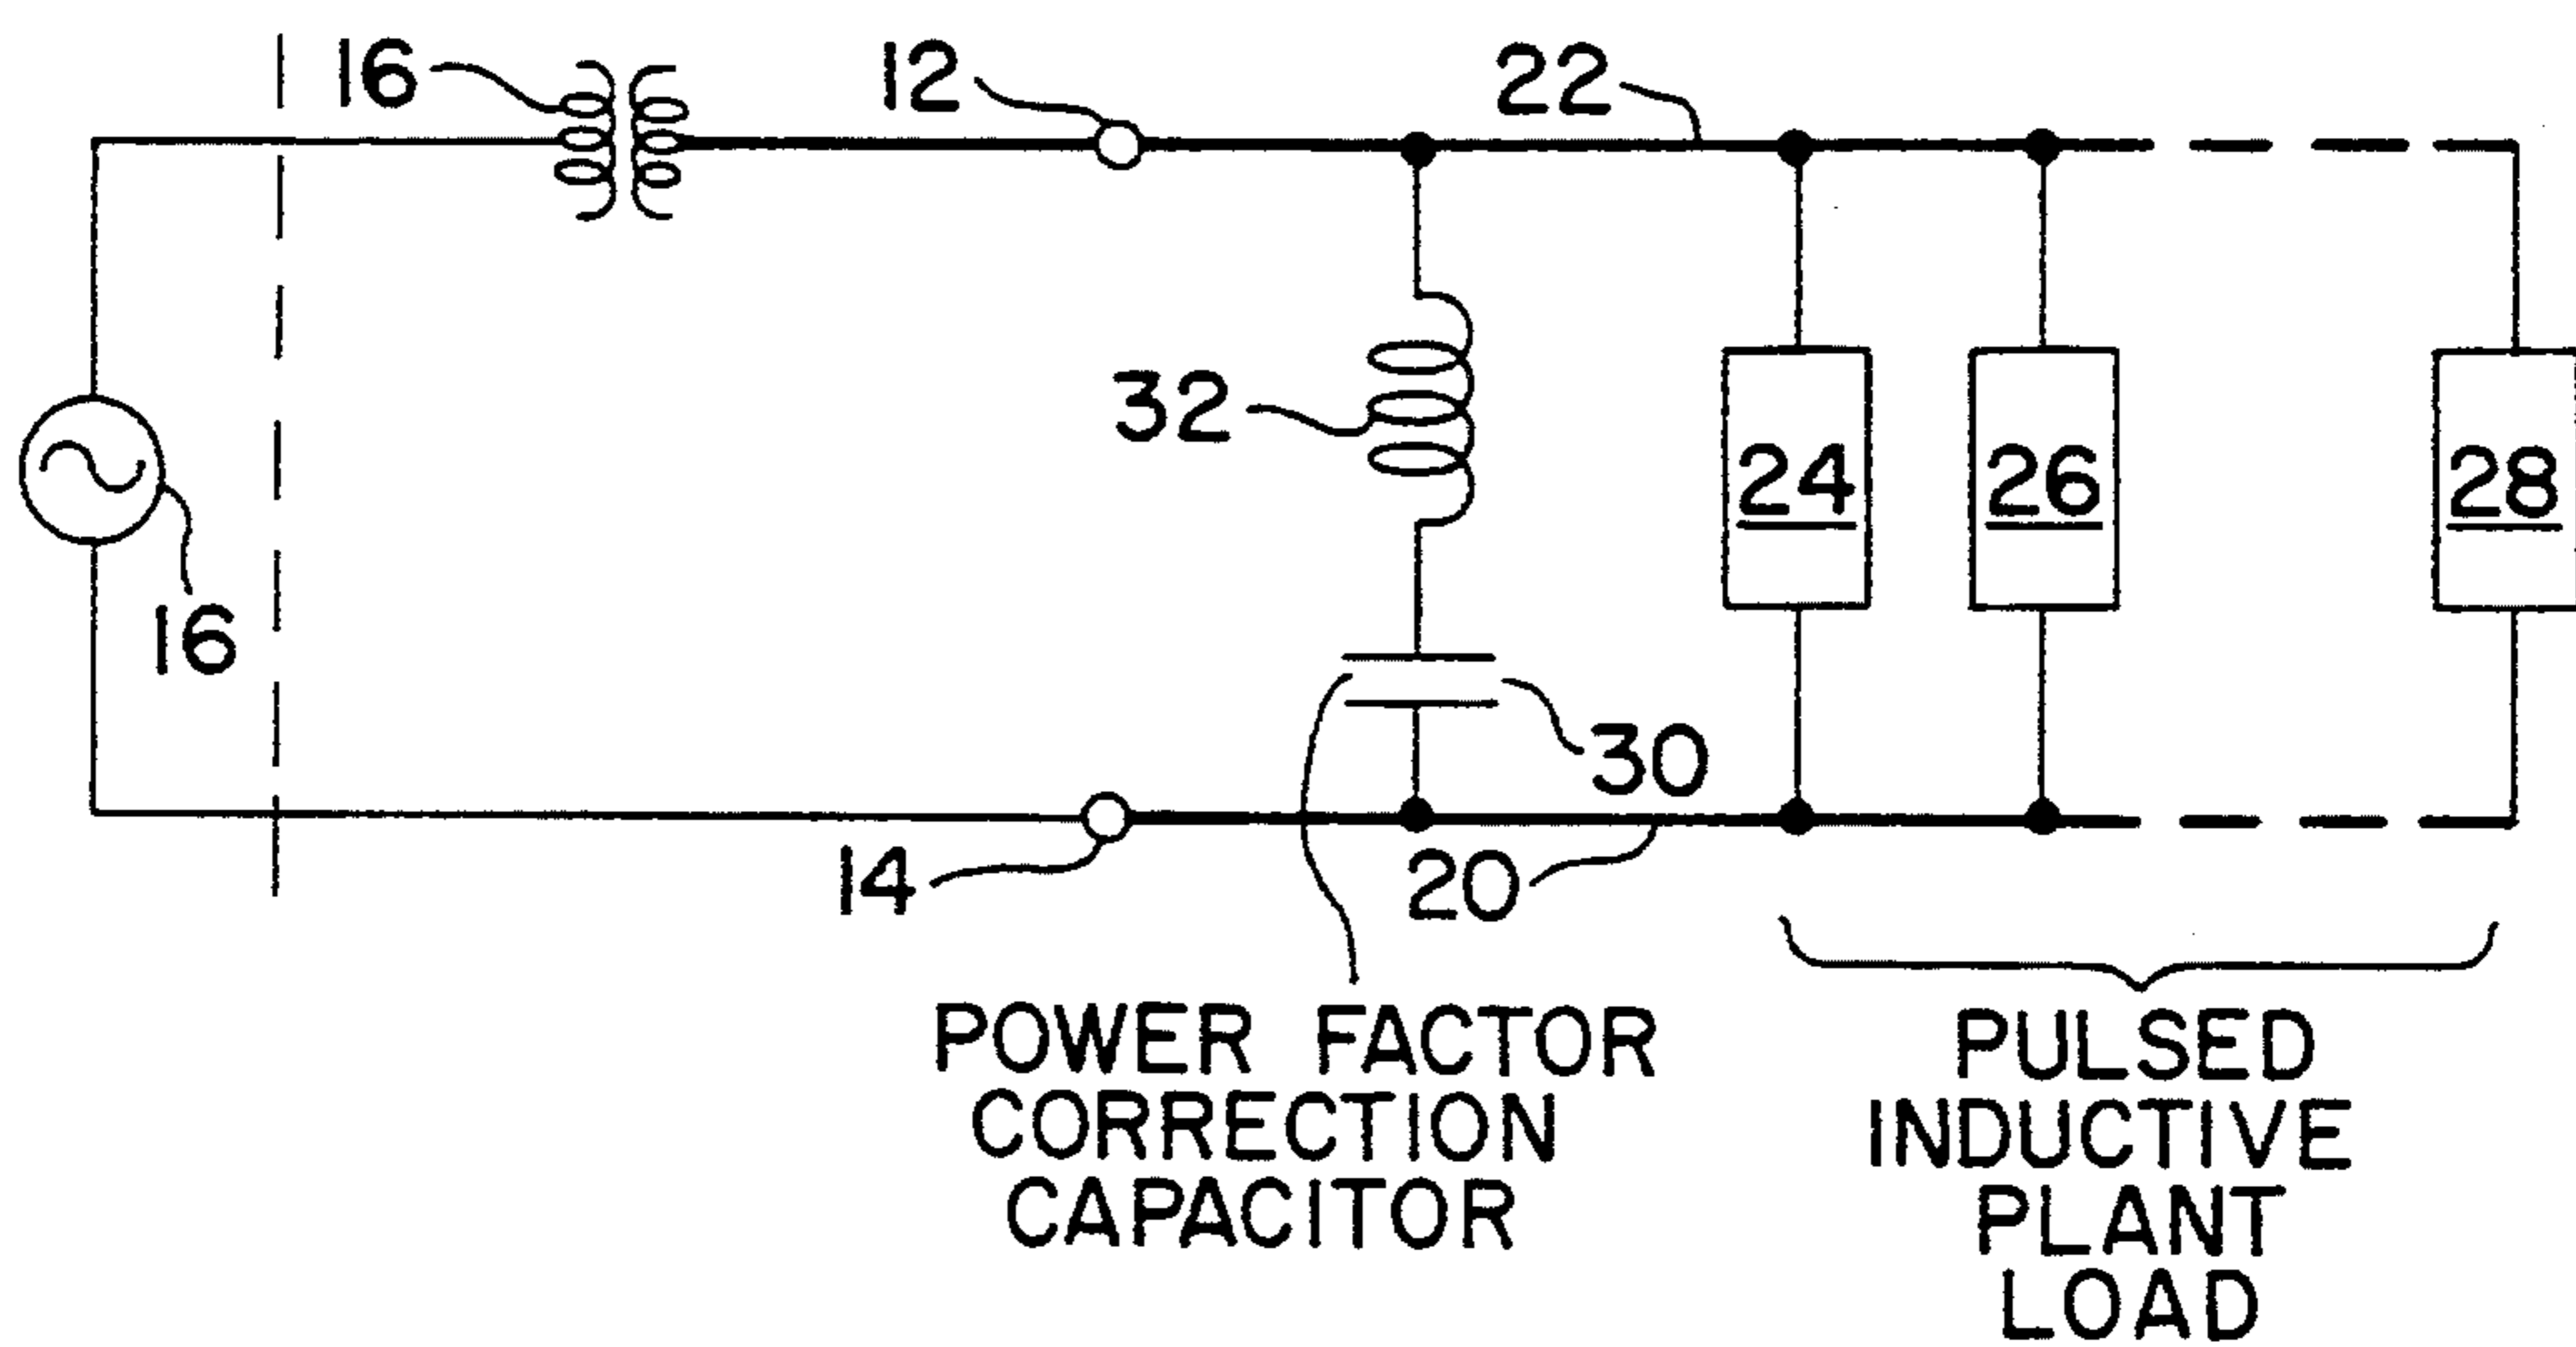 16
12
22
32
24
26
28
16
30
14
20
POWER FACTOR
CORRECTION
CAPACITOR
PULSED
INDUCTIVE
PLANT
LOAD